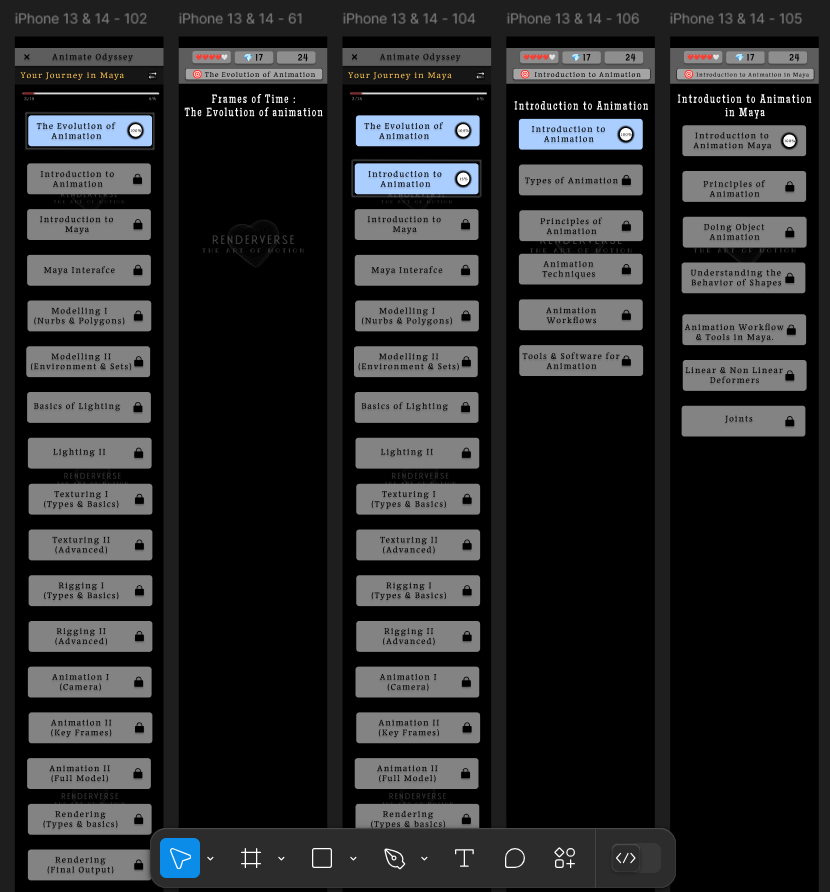 iPhone 13 & 14 - 102
Animate Odyssey
Your Journey in Maya
2/16
6%
The Evolution of
Animation
100%
Introduction to
Animation
Introduction to
Maya
Maya Interafce
Modelling I
(Nurbs & Polygons)
Modelling II
(Environment & Sets)
Basics of Lighting
Lighting II
RENDERVERSE
Texturing I
(Types & Basics)
Texturing II
(Advanced)
Rigging I
(Types & Basics)
Rigging II
(Advanced)
Animation I
(Camera)
Animation II
(Key Frames)
Animation II
(Full Model)
RENDERVERSE
Rendering
(Types & basics)
Rendering
(Final Output)
iPhone 13 & 14 - 61
17
24
The Evolution of Animation
Frames of Time :
The Evolution of animation
RENDERVERSE
THE ART OF MOTION
iPhone 13 & 14 - 104
Animate Odyssey
Your Journey in Maya
2/16
6%
The Evolution of
Animation
100%
Introduction to
Animation
15%
THE ART OF MOTION
Introduction to
Maya
Maya Interafce
Modelling I
(Nurbs & Polygons)
Modelling II
(Environment & Sets)
Basics of Lighting
Lighting II
RENDERVERSE
Texturing I
(Types & Basics)
Texturing II
(Advanced)
Rigging I
(Types & Basics)
Rigging II
(Advanced)
Animation I
(Camera)
Animation II
(Key Frames)
Animation II
(Full Model)
RENDERVERSE
Rendering
(Types & basics)
iPhone 13 & 14 - 106
17
24
Introduction to Animation
Introduction to Animation
Introduction to
Animation
100%
Types of Animation
Principles of
Animation
RENDERVERSE
THE ART OF MOTION
Animation
Techniques
Animation
Workflows
Tools & Software for
Animation
iPhone 13 & 14 - 105
17
24
Introduction to Animation in Maya
Introduction to Animation
in Maya
Introduction to
Animation Maya
100%
Principles of
Animation
Doing Object
Animation
THE ART OF MOTION
Understanding the
Behavior of Shapes
Animation Workflow
& Tools in Maya.
Linear & Non Linear
Deformers
Joints